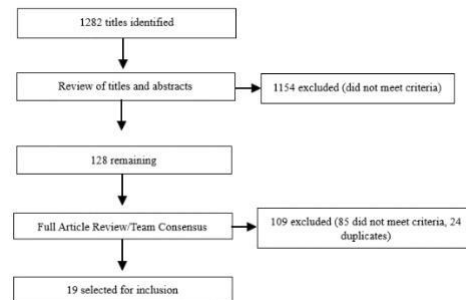 1282 titles identified
Review of titles and abstracts
1154 excluded (did not meet criteria)
128 remaining
Full Article Review/Team Consensus
109 excluded (85 did not meet criteria, 24
duplicates)
19 selected for inclusion